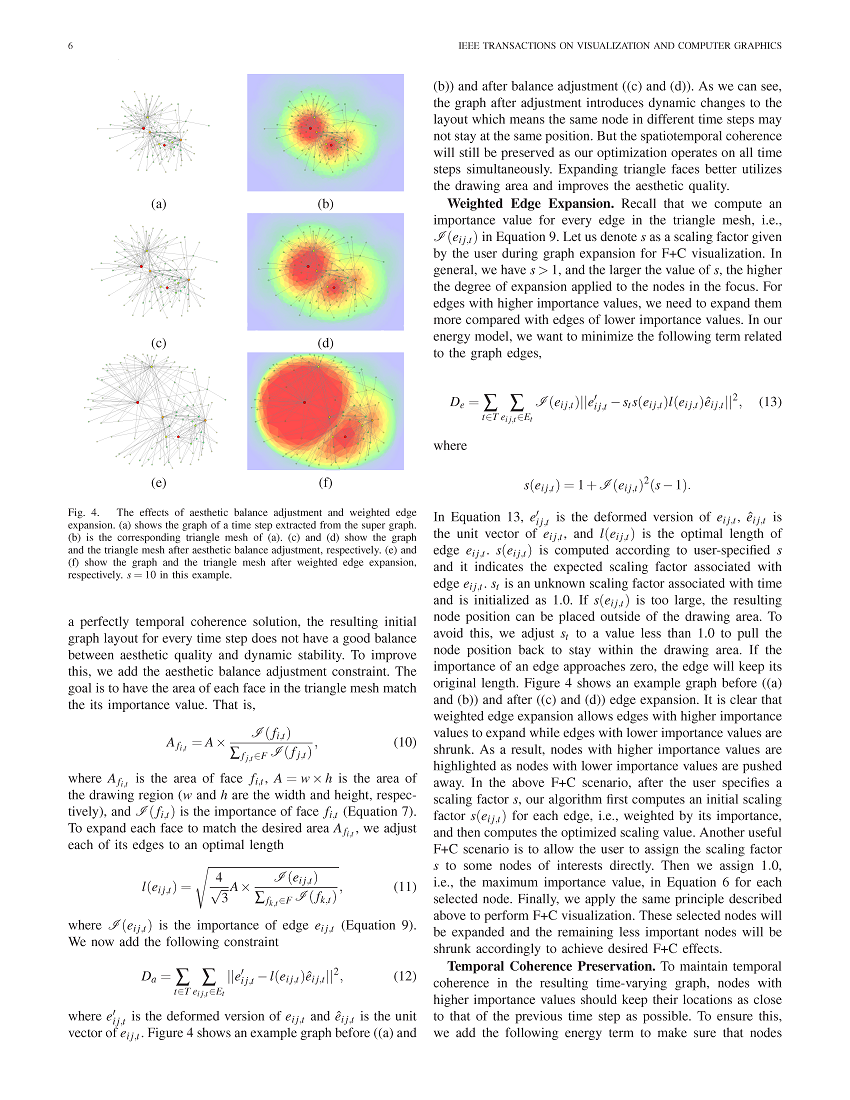 6
IEEE TRANSACTIONS ON VISUALIZATION AND COMPUTER GRAPHICS
(a)
(b)
(c)
(d)
(e)
(f)
Fig. 4. The effects of aesthetic balance adjustment and weighted edge
expansion. (a) shows the graph of a time step extracted from the super graph.
(b) is the corresponding triangle mesh of (a). (c) and (d) show the graph
and the triangle mesh after aesthetic balance adjustment, respectively. (e) and
(f) show the graph and the triangle mesh after weighted edge expansion,
respectively. s = 10 in this example.
a perfectly temporal coherence solution, the resulting initial
graph layout for every time step does not have a good balance
between aesthetic quality and dynamic stability. To improve
this, we add the aesthetic balance adjustment constraint. The
goal is to have the area of each face in the triangle mesh match
the its importance value. That is,
A_{f_{i,t}} = A × ℐ(f_{i,t}) / ∑_{f_{j,t}∈F} ℐ(f_{j,t}), (10)
where A_{f_{i,t}} is the area of face f_{i,t}, A = w × h is the area of
the drawing region (w and h are the width and height, respec-
tively), and ℐ(f_{i,t}) is the importance of face f_{i,t} (Equation 7).
To expand each face to match the desired area A_{f_{i,t}}, we adjust
each of its edges to an optimal length
l(e_{ij,t}) = √(4/√3 A × ℐ(e_{ij,t}) / ∑_{f_{k,t}∈F} ℐ(f_{k,t})), (11)
where ℐ(e_{ij,t}) is the importance of edge e_{ij,t} (Equation 9).
We now add the following constraint
D_a = ∑_{t∈T} ∑_{e_{ij,t}∈E_t} ||e′_{ij,t} − l(e_{ij,t})ê_{ij,t}||², (12)
where e′_{ij,t} is the deformed version of e_{ij,t} and ê_{ij,t} is the unit
vector of e_{ij,t}. Figure 4 shows an example graph before ((a) and
(b)) and after balance adjustment ((c) and (d)). As we can see,
the graph after adjustment introduces dynamic changes to the
layout which means the same node in different time steps may
not stay at the same position. But the spatiotemporal coherence
will still be preserved as our optimization operates on all time
steps simultaneously. Expanding triangle faces better utilizes
the drawing area and improves the aesthetic quality.
Weighted Edge Expansion. Recall that we compute an
importance value for every edge in the triangle mesh, i.e.,
ℐ(e_{ij,t}) in Equation 9. Let us denote s as a scaling factor given
by the user during graph expansion for F+C visualization. In
general, we have s > 1, and the larger the value of s, the higher
the degree of expansion applied to the nodes in the focus. For
edges with higher importance values, we need to expand them
more compared with edges of lower importance values. In our
energy model, we want to minimize the following term related
to the graph edges,
D_e = ∑_{t∈T} ∑_{e_{ij,t}∈E_t} ℐ(e_{ij,t})||e′_{ij,t} − s_t s(e_{ij,t})l(e_{ij,t})ê_{ij,t}||², (13)
where
s(e_{ij,t}) = 1 + ℐ(e_{ij,t})²(s − 1).
In Equation 13, e′_{ij,t} is the deformed version of e_{ij,t}, ê_{ij,t} is
the unit vector of e_{ij,t}, and l(e_{ij,t}) is the optimal length of
edge e_{ij,t}. s(e_{ij,t}) is computed according to user-specified s
and it indicates the expected scaling factor associated with
edge e_{ij,t}. s_t is an unknown scaling factor associated with time
and is initialized as 1.0. If s(e_{ij,t}) is too large, the resulting
node position can be placed outside of the drawing area. To
avoid this, we adjust s_t to a value less than 1.0 to pull the
node position back to stay within the drawing area. If the
importance of an edge approaches zero, the edge will keep its
original length. Figure 4 shows an example graph before ((a)
and (b)) and after ((c) and (d)) edge expansion. It is clear that
weighted edge expansion allows edges with higher importance
values to expand while edges with lower importance values are
shrunk. As a result, nodes with higher importance values are
highlighted as nodes with lower importance values are pushed
away. In the above F+C scenario, after the user specifies a
scaling factor s, our algorithm first computes an initial scaling
factor s(e_{ij,t}) for each edge, i.e., weighted by its importance,
and then computes the optimized scaling value. Another useful
F+C scenario is to allow the user to assign the scaling factor
s to some nodes of interests directly. Then we assign 1.0,
i.e., the maximum importance value, in Equation 6 for each
selected node. Finally, we apply the same principle described
above to perform F+C visualization. These selected nodes will
be expanded and the remaining less important nodes will be
shrunk accordingly to achieve desired F+C effects.
Temporal Coherence Preservation. To maintain temporal
coherence in the resulting time-varying graph, nodes with
higher importance values should keep their locations as close
to that of the previous time step as possible. To ensure this,
we add the following energy term to make sure that nodes